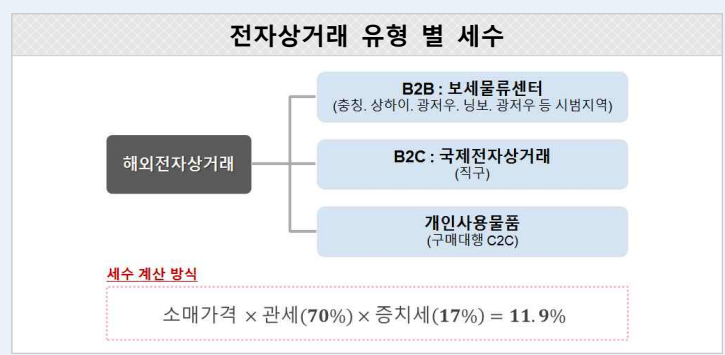 전자상거래 유형 별 세수
B2B : 보세물류센터
(충칭. 상하이. 광저우. 닝보. 광저우 등 시범지역)
해외전자상거래
B2C : 국제전자상거래
(직구)
개인사용물품
(구매대행 C2C)
세수 계산 방식
소매가격 × 관세(70%) × 증치세(17%) = 11.9%